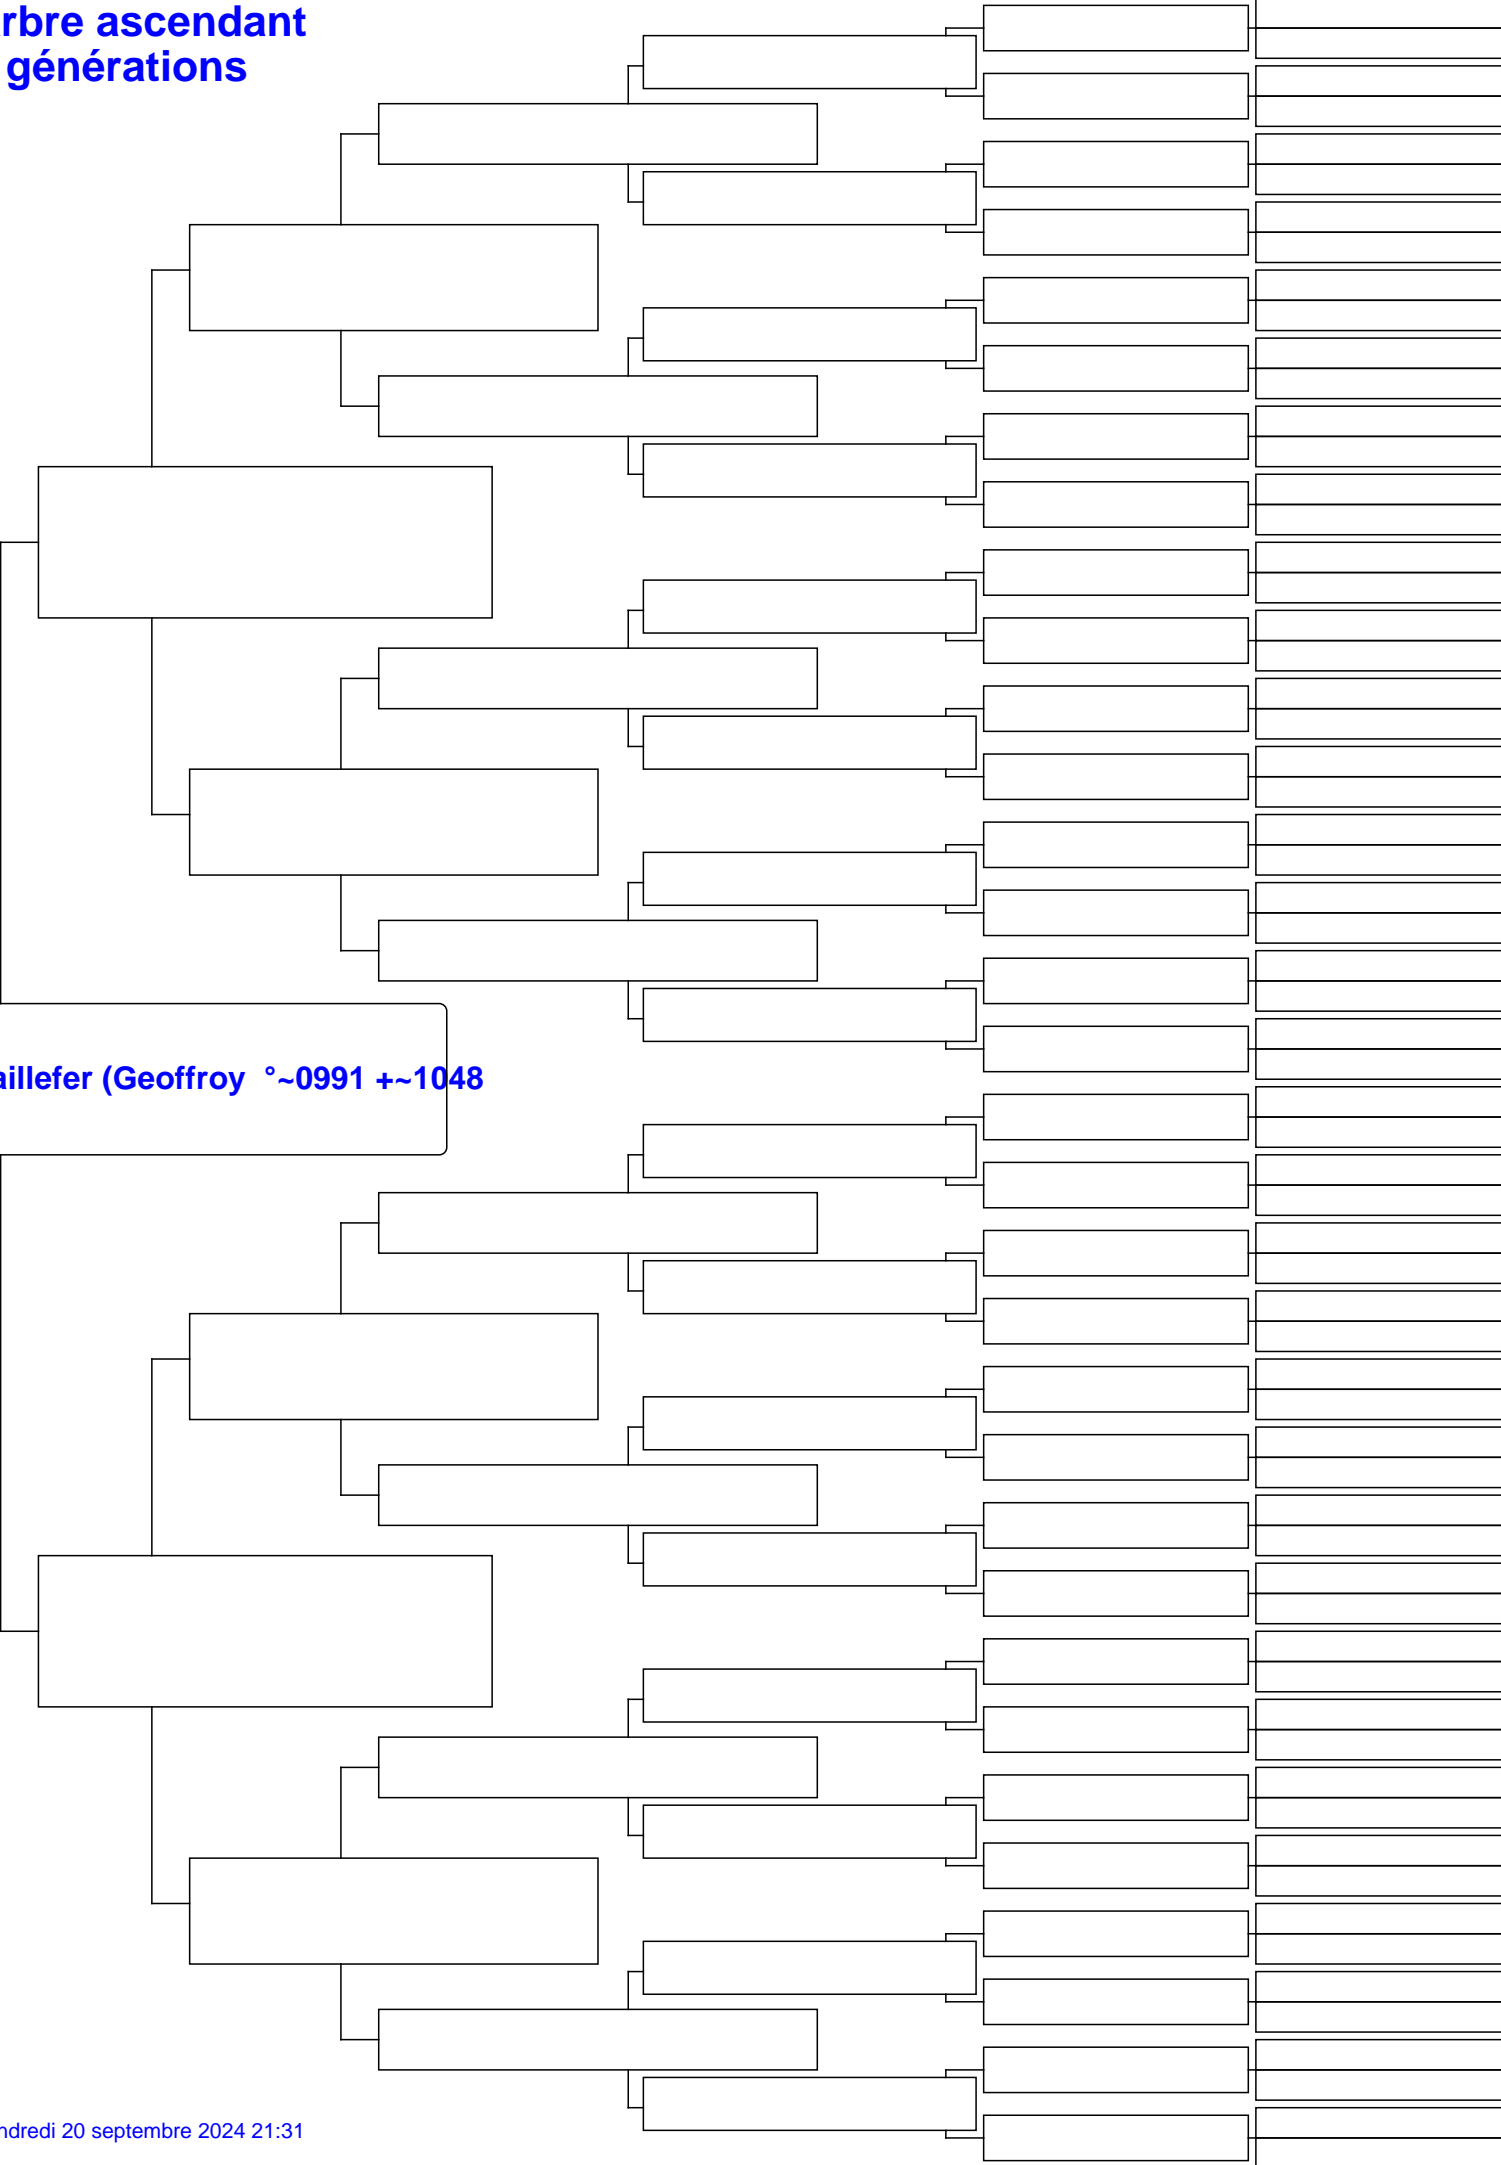 rbre ascendant
générations
aillefer (Geoffroy °~0991 +~1048
ndredi 20 septembre 2024 21:31